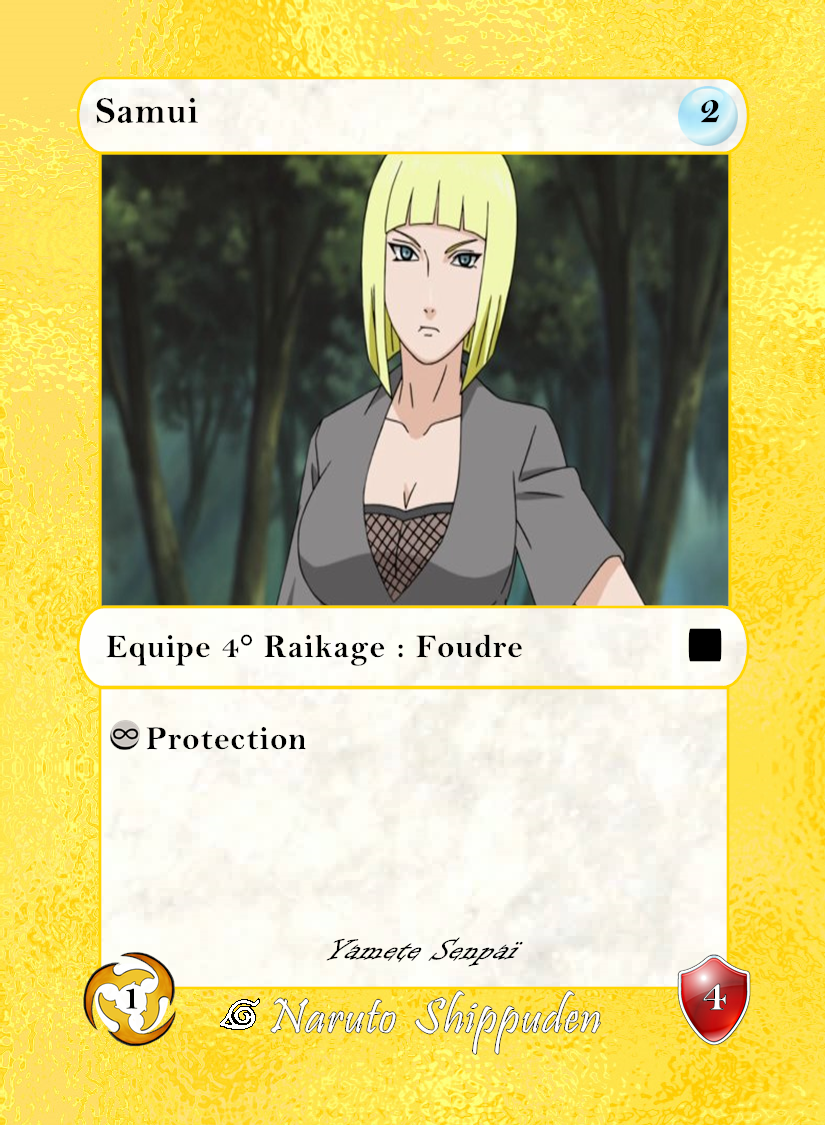 Samui
2
Equipe 4° Raikage : Foudre
∞ Protection
Yamete Senpaï
1
Naruto Shippuden
4